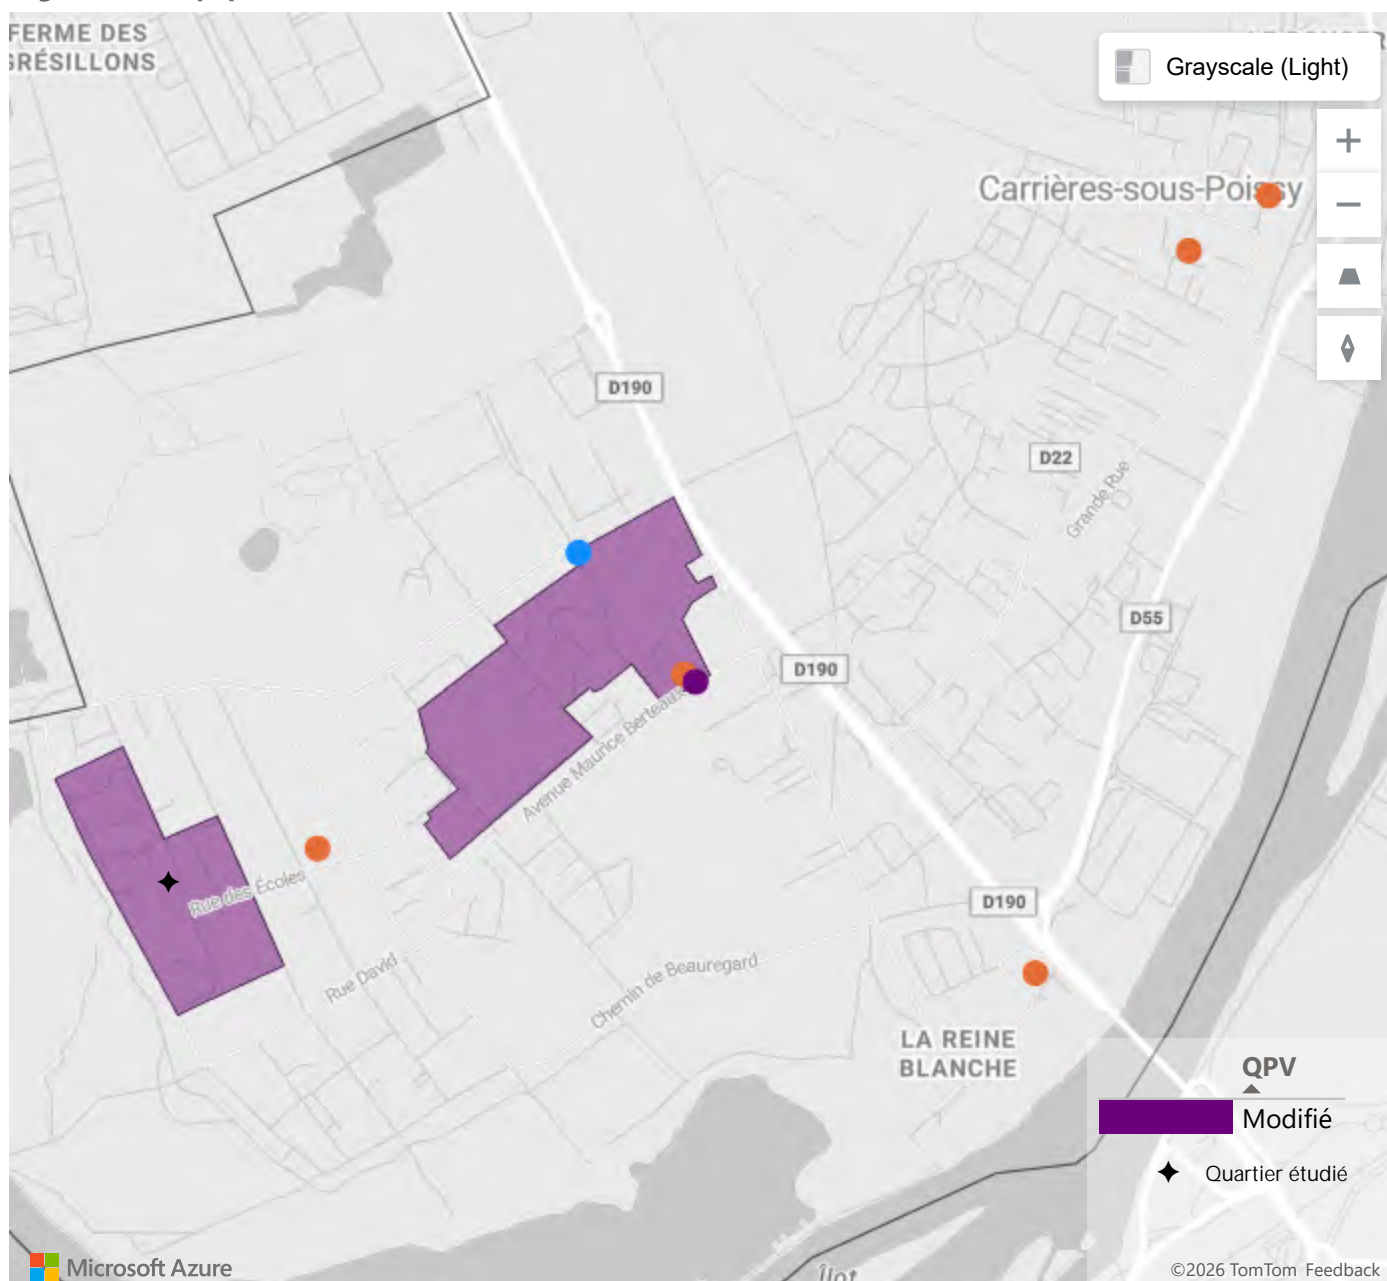 FERME DES
GRÉSILLONS
Grayscale (Light)
Carrières-sous-Poissy
D190
D22
Grande Rue
D55
D190
Avenue Maurice Berteaux
Rue des Écoles
D190
Rue David
Chemin de Beauregard
LA REINE
BLANCHE
QPV
Modifié
Quartier étudié
Microsoft Azure
Îlot
©2026 TomTom Feedback